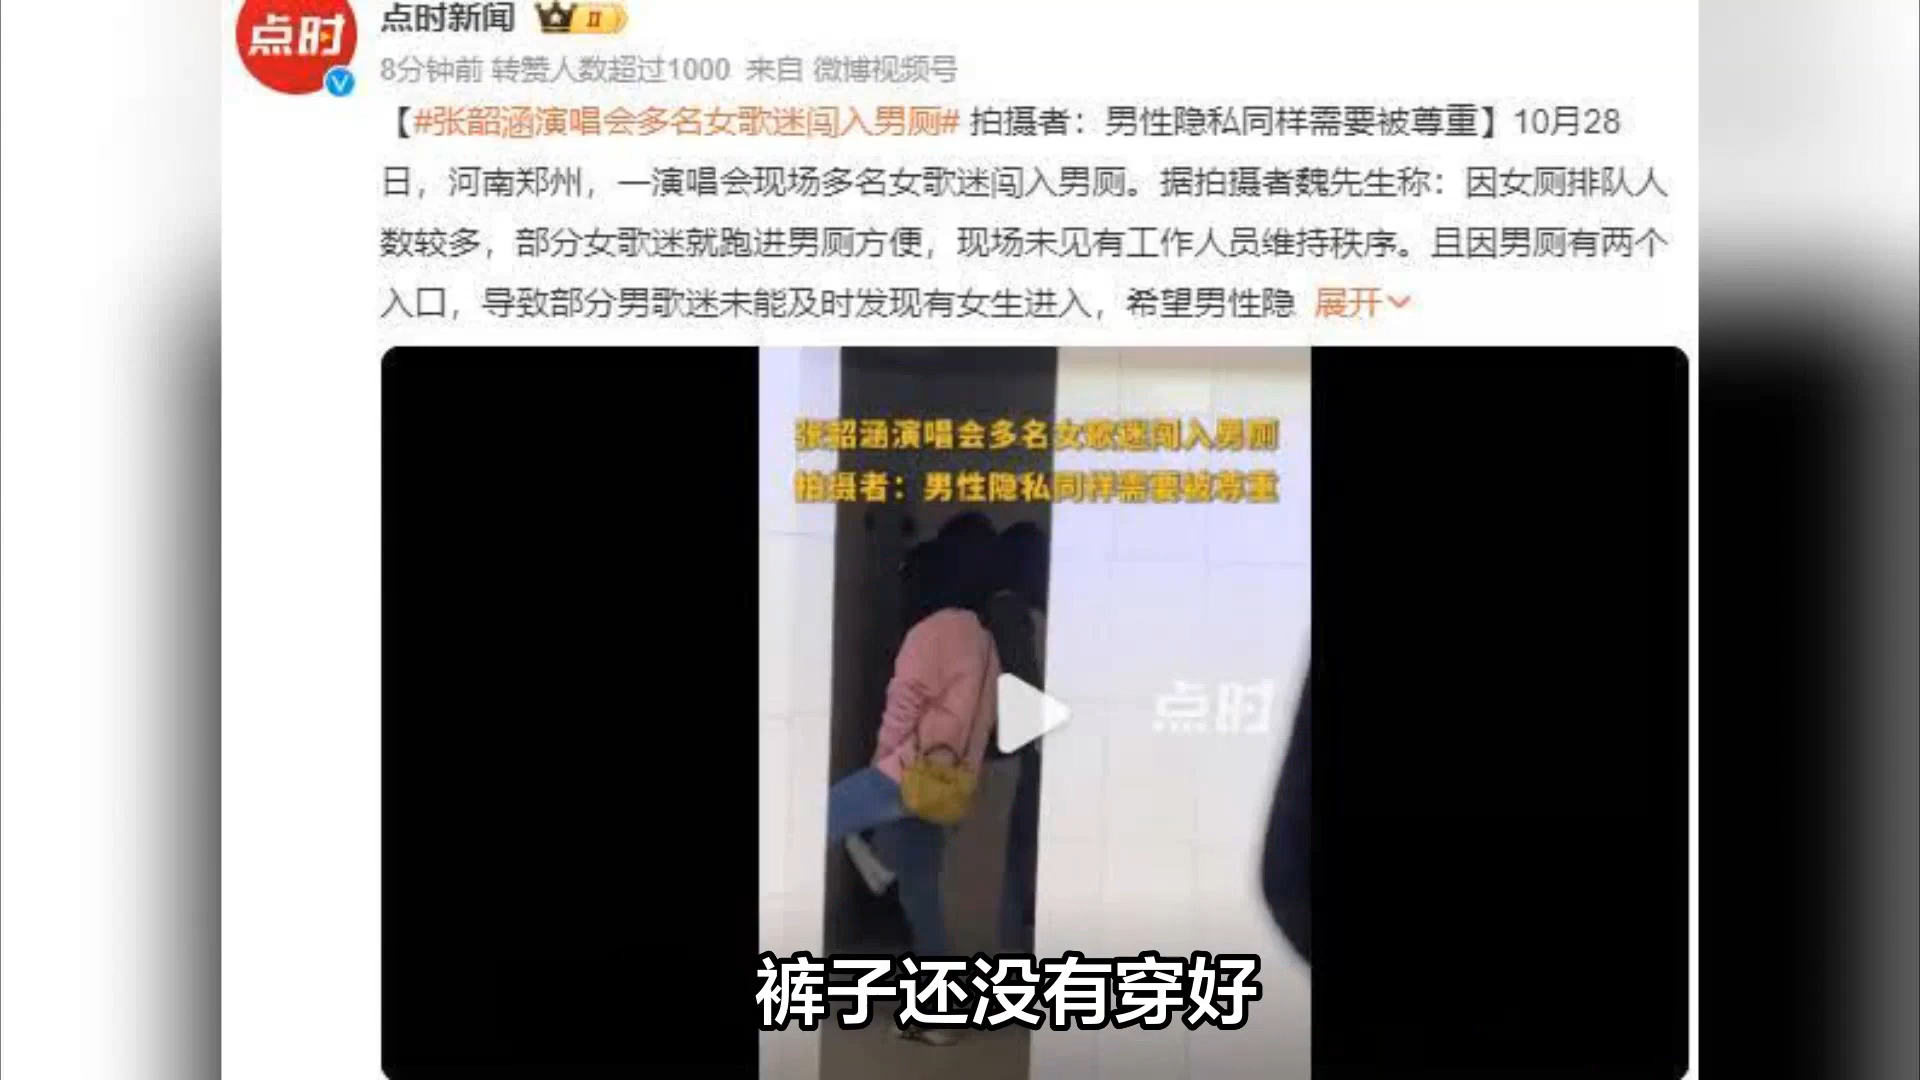 点时
点时新闻
II
8分钟前 转赞人数超过1000 来自 微博视频号
【#张韶涵演唱会多名女歌迷闯入男厕# 拍摄者：男性隐私同样需要被尊重】10月28
日，河南郑州，一演唱会现场多名女歌迷闯入男厕。据拍摄者魏先生称：因女厕排队人
数较多，部分女歌迷就跑进男厕方便，现场未见有工作人员维持秩序。且因男厕有两个
入口，导致部分男歌迷未能及时发现有女生进入，希望男性隐 展开
张韶涵演唱会多名女歌迷闯入男厕
拍摄者：男性隐私同样需要被尊重
点时
裤子还没有穿好